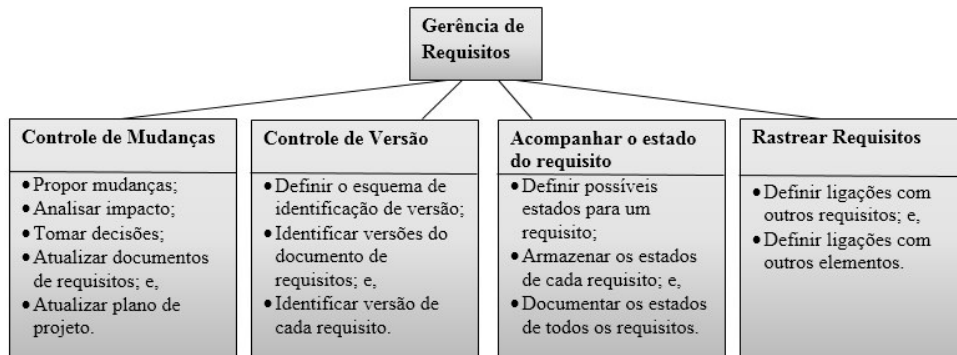 Gerência de
Requisitos
Controle de Mudanças
• Propor mudanças;
• Analisar impacto;
• Tomar decisões;
• Atualizar documentos
de requisitos; e,
• Atualizar plano de
projeto.
Controle de Versão
• Definir o esquema de
identificação de versão;
• Identificar versões do
documento de
requisitos; e,
• Identificar versão de
cada requisito.
Acompanhar o estado
do requisito
• Definir possíveis
estados para um
requisito;
• Armazenar os estados
de cada requisito; e,
• Documentar os estados
de todos os requisitos.
Rastrear Requisitos
• Definir ligações com
outros requisitos; e,
• Definir ligações com
outros elementos.